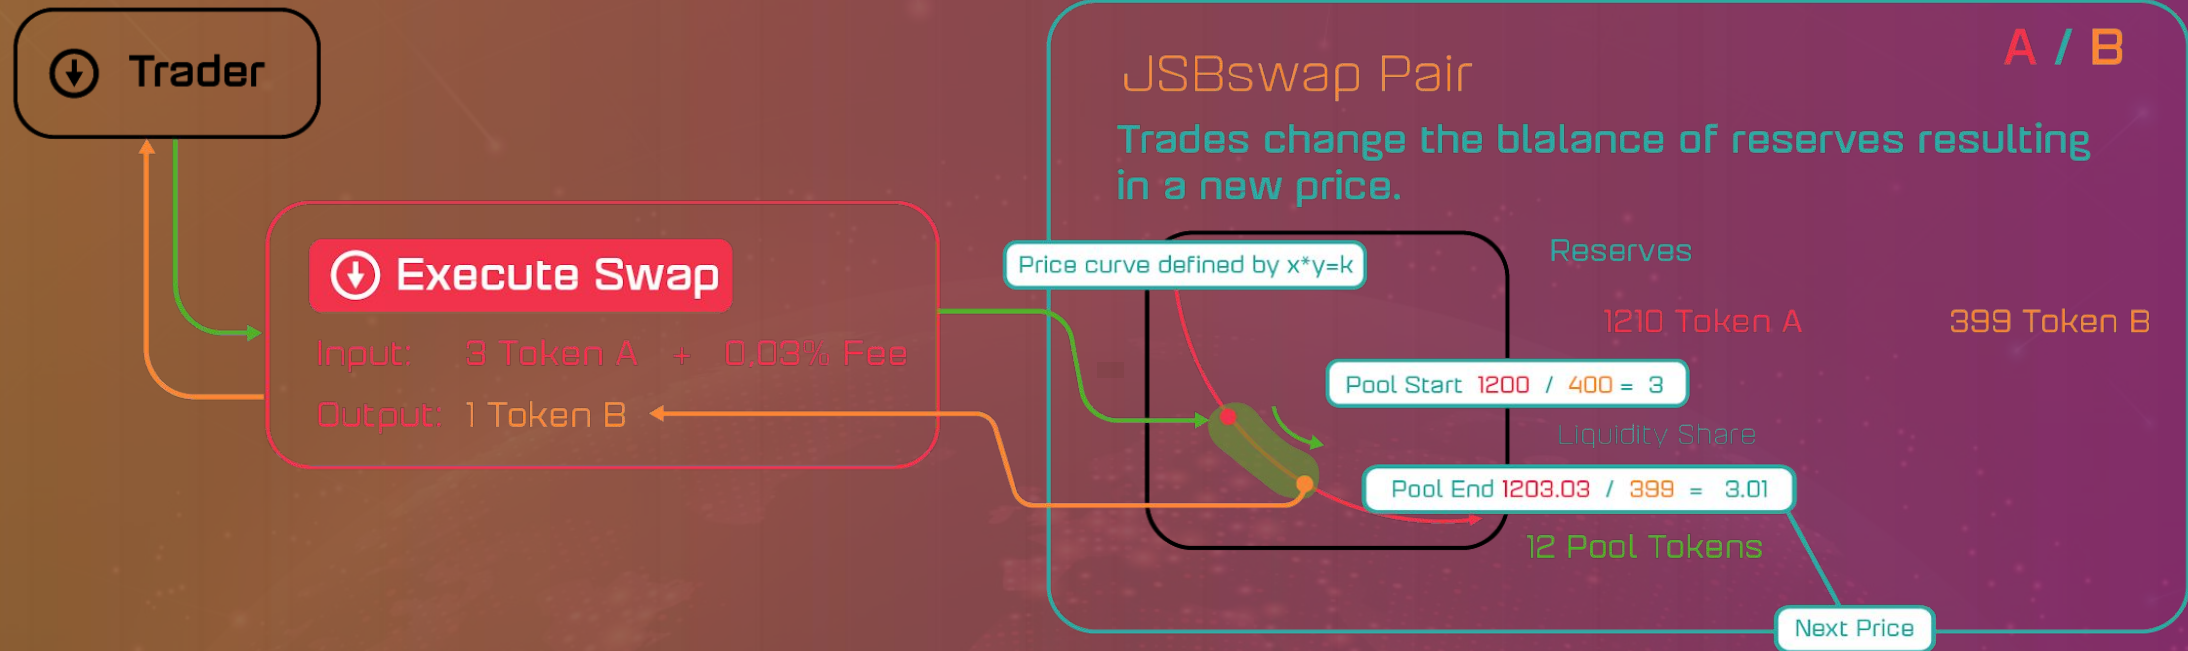 Trader
Execute Swap
Input: 3 Token A + 0,03% Fee
Output: 1 Token B
A / B
JSBswap Pair
Trades change the blalance of reserves resulting
in a new price.
Price curve defined by x*y=k
Reserves
1210 Token A 399 Token B
Pool Start 1200 / 400 = 3
Liquidity Share
Pool End 1203.03 / 399 = 3.01
12 Pool Tokens
Next Price